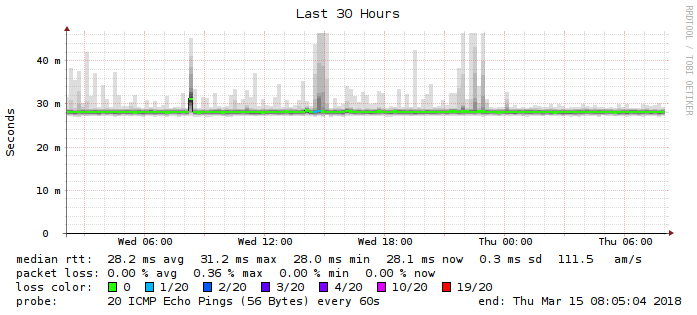 Last 30 Hours
RRDTOOL / TOBI OETIKER
Seconds
40 m
30 m
20 m
10 m
0
Wed 06:00 Wed 12:00 Wed 18:00 Thu 00:00 Thu 06:00
median rtt: 28.2 ms avg 31.2 ms max 28.0 ms min 28.1 ms now 0.3 ms sd 111.5 am/s
packet loss: 0.00 % avg 0.36 % max 0.00 % min 0.00 % now
loss color: 0 1/20 2/20 3/20 4/20 10/20 19/20
probe: 20 ICMP Echo Pings (56 Bytes) every 60s end: Thu Mar 15 08:05:04 2018